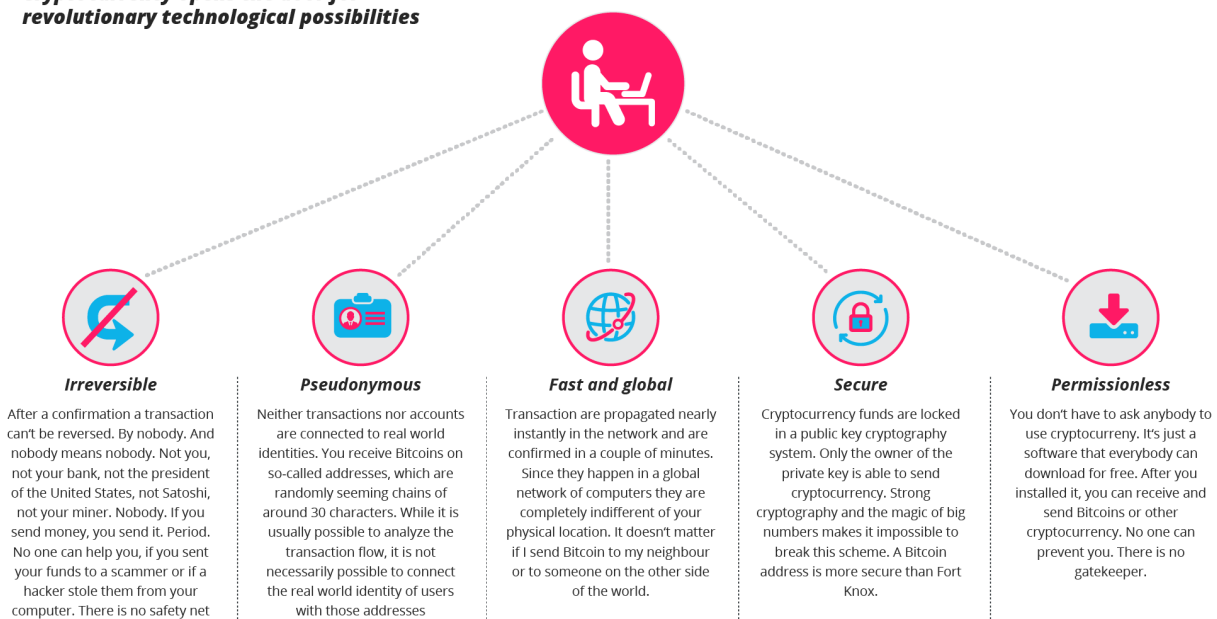 revolutionary technological possibilities
Irreversible
After a confirmation a transaction
can't be reversed. By nobody. And
nobody means nobody. Not you,
not your bank, not the president
of the United States, not Satoshi,
not your miner. Nobody. If you
send money, you send it. Period.
No one can help you, if you sent
your funds to a scammer or if a
hacker stole them from your
computer. There is no safety net
Pseudonymous
Neither transactions nor accounts
are connected to real world
identities. You receive Bitcoins on
so-called addresses, which are
randomly seeming chains of
around 30 characters. While it is
usually possible to analyze the
transaction flow, it is not
necessarily possible to connect
the real world identity of users
with those addresses
Fast and global
Transaction are propagated nearly
instantly in the network and are
confirmed in a couple of minutes.
Since they happen in a global
network of computers they are
completely indifferent of your
physical location. It doesn't matter
if I send Bitcoin to my neighbour
or to someone on the other side
of the world.
Secure
Cryptocurrency funds are locked
in a public key cryptography
system. Only the owner of the
private key is able to send
cryptocurrency. Strong
cryptography and the magic of big
numbers makes it impossible to
break this scheme. A Bitcoin
address is more secure than Fort
Knox.
Permissionless
You don't have to ask anybody to
use cryptocurreny. It's just a
software that everybody can
download for free. After you
installed it, you can receive and
send Bitcoins or other
cryptocurrency. No one can
prevent you. There is no
gatekeeper.